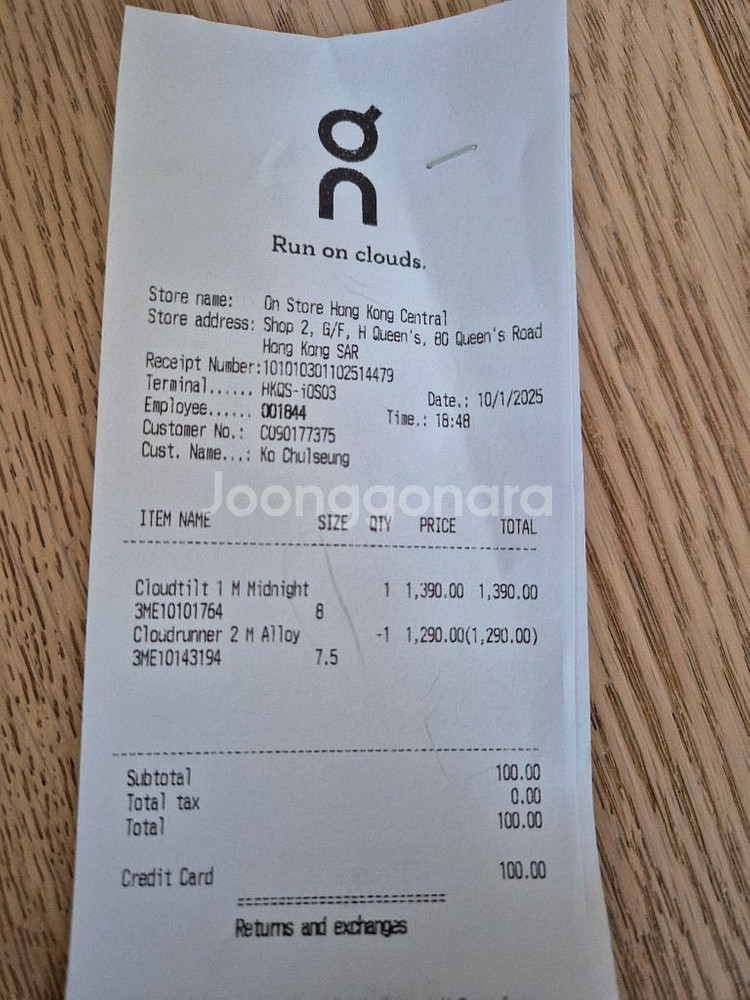 On
Run on clouds.
Store name: On Store Hong Kong Central
Store address: Shop 2, G/F, H Queen's, 80 Queen's Road
Hong Kong SAR
Receipt Number:101010301102514479
Terminal...... HKQS-iOS03 Date.: 10/1/2025
Employee...... 001844 Time.: 18:48
Customer No.: C090177375
Cust. Name...: Ko Chulseung
Joonggonara
ITEM NAME SIZE QTY PRICE TOTAL
Cloudtilt 1 M Midnight 1 1,390.00 1,390.00
3ME10101764 8
Cloudrunner 2 M Alloy -1 1,290.00(1,290.00)
3ME10143194 7.5
Subtotal 100.00
Total tax 0.00
Total 100.00
Credit Card 100.00
Returns and exchanges